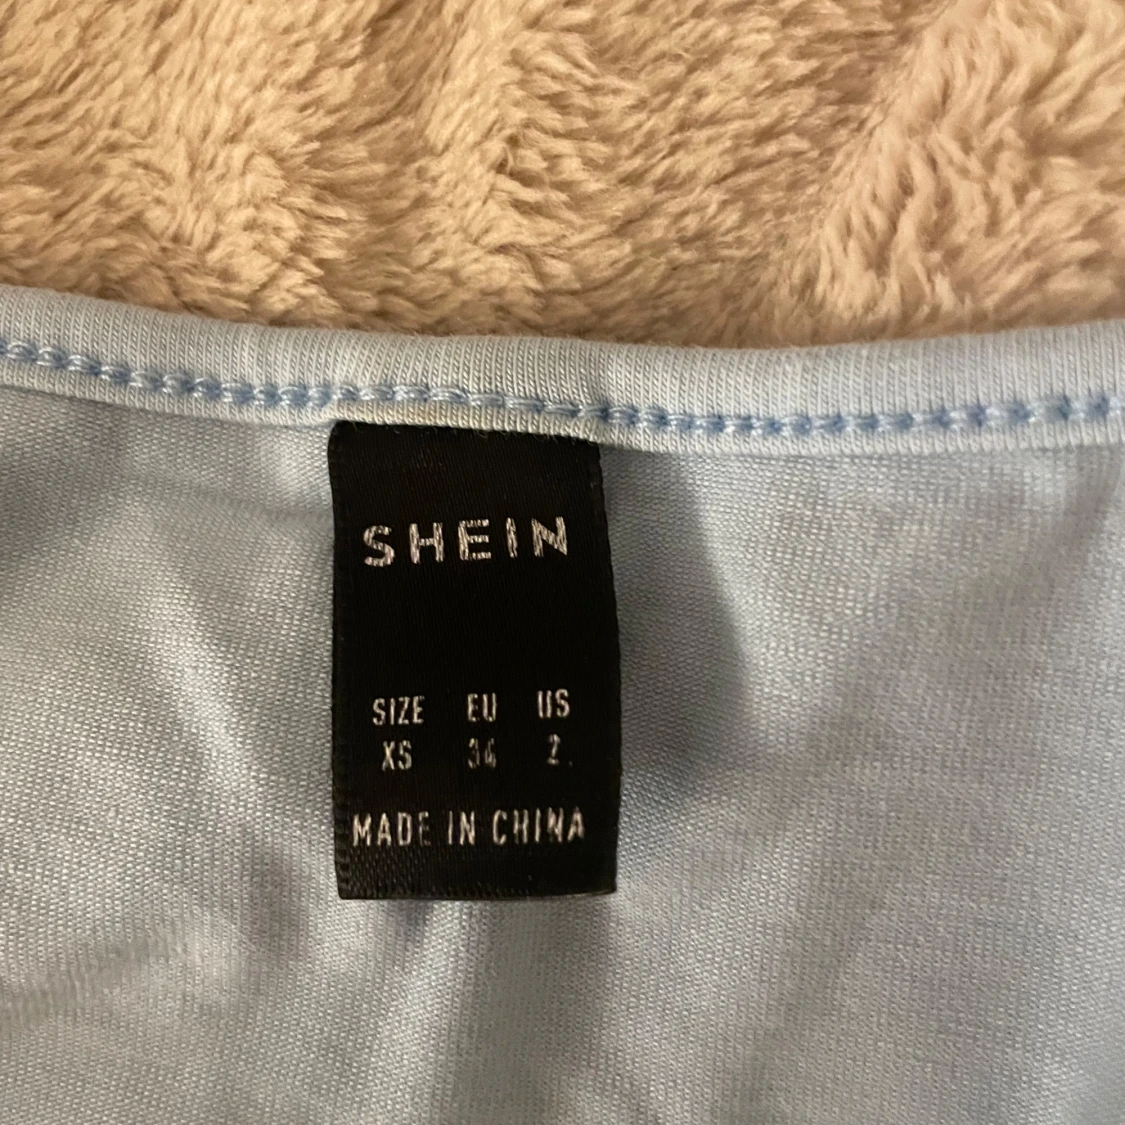 SHEIN
SIZE EU US
XS 34 2
MADE IN CHINA